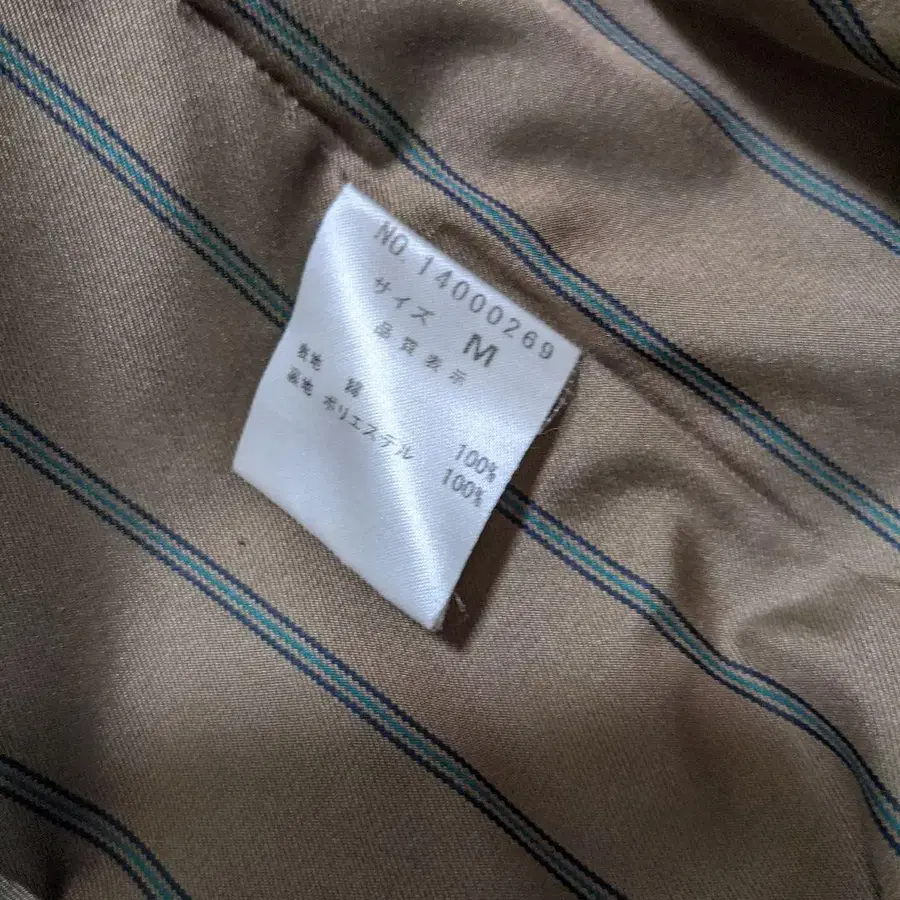 NO.14000269
サイズ M
品質表示
表地 綿 100%
裏地 ポリエステル 100%